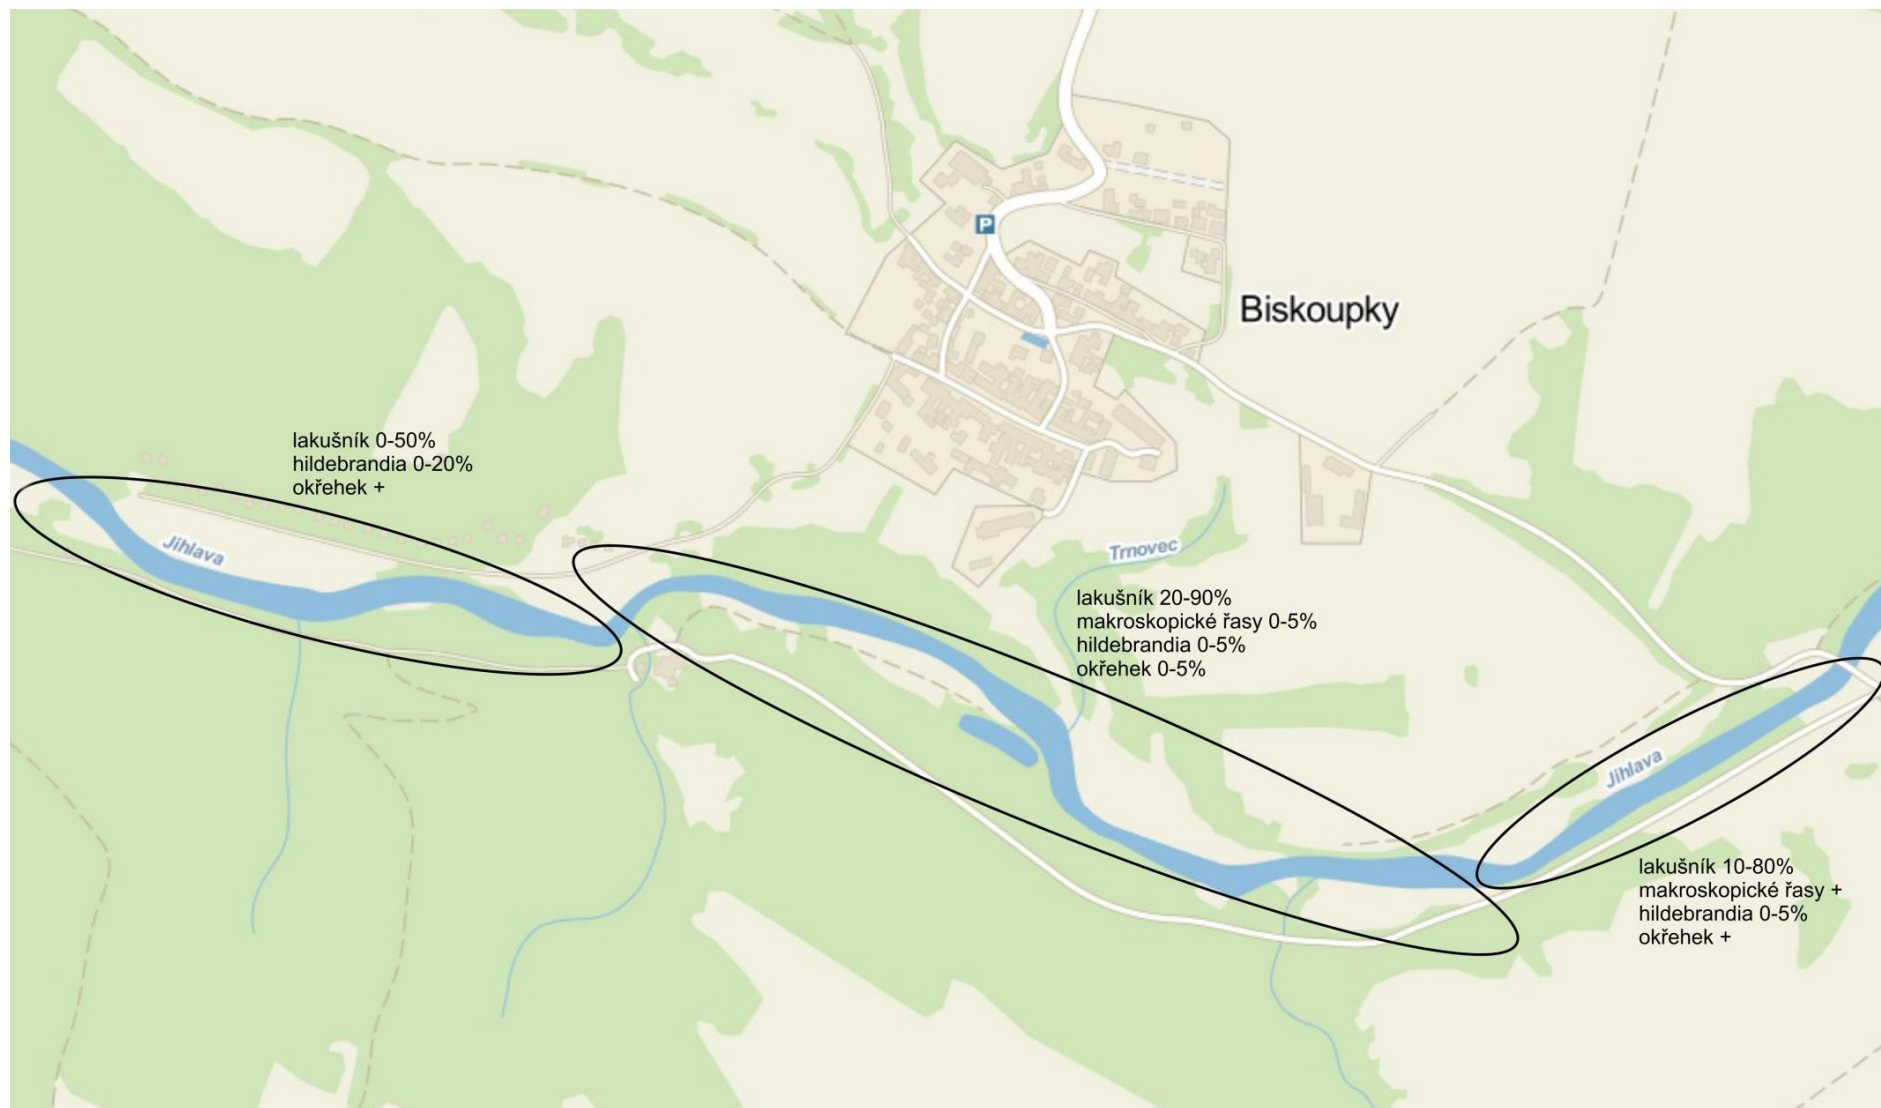 P
Biskoupky
lakušník 0-50%
hildebrandia 0-20%
okřehek +
Jihlava
Trnovec
lakušník 20-90%
makroskopické řasy 0-5%
hildebrandia 0-5%
okřehek 0-5%
Jihlava
lakušník 10-80%
makroskopické řasy +
hildebrandia 0-5%
okřehek +